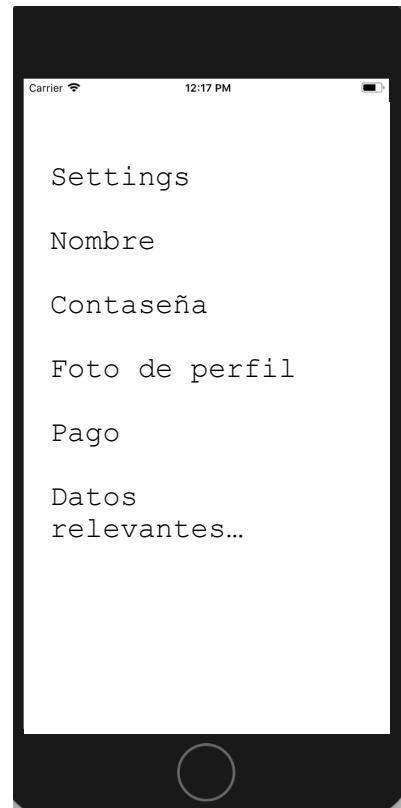 Carrier 12:17 PM
Settings
Nombre
Contaseña
Foto de perfil
Pago
Datos
relevantes…